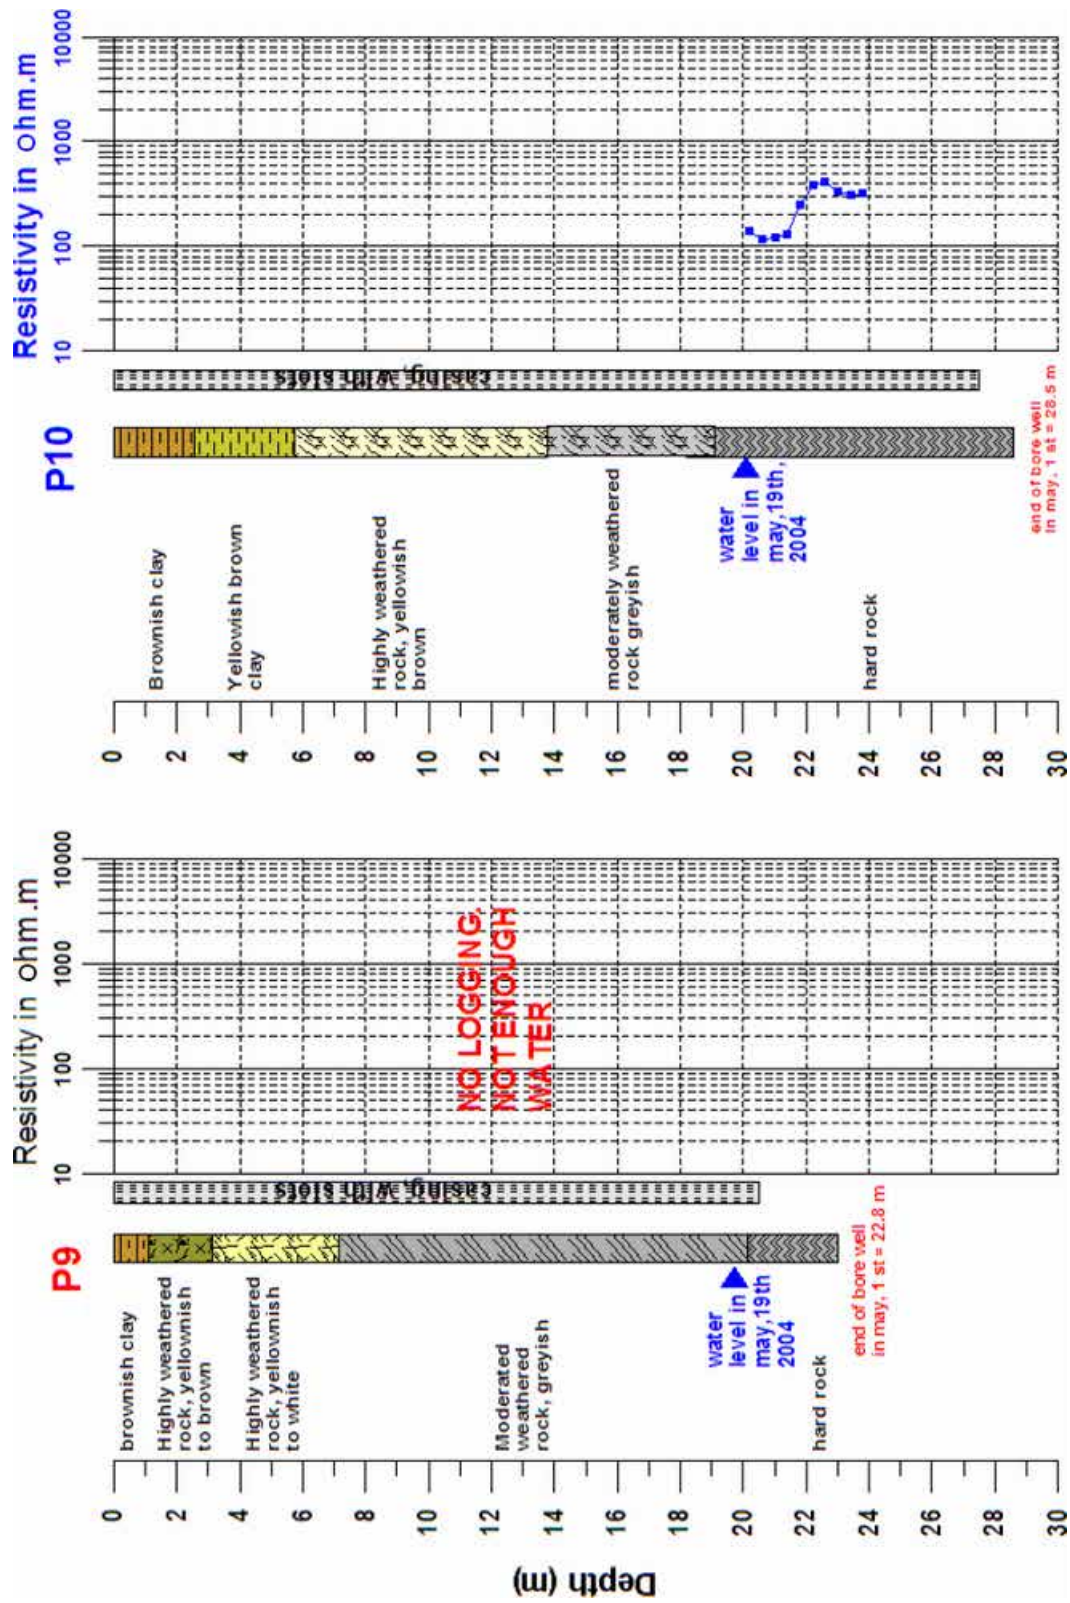 P9
Resistivity in ohm.m
10
100
1000
10000
Depth (m)
0
2
4
6
8
10
12
14
16
18
20
22
24
26
28
30
brownish clay
Highly weathered
rock, yellownish
to brown
Highly weathered
rock, yellownish
to white
Moderated
weathered
rock, greyish
water
level in
may,19th
2004
hard rock
end of bore well
in may, 1 st = 22.8 m
casing, with slots
NO LOGGING.
NOT ENOUGH
WATER
P10
Resistivity in Ohm.m
10
100
1000
10000
0
2
4
6
8
10
12
14
16
18
20
22
24
26
28
30
Brownish clay
Yellowish brown
clay
Highly weathered
rock, yellowish
brown
moderately weathered
rock greyish
water
level in
may,19th,
2004
hard rock
end of bore well
in may, 1 st = 28.5 m
casing, with slots